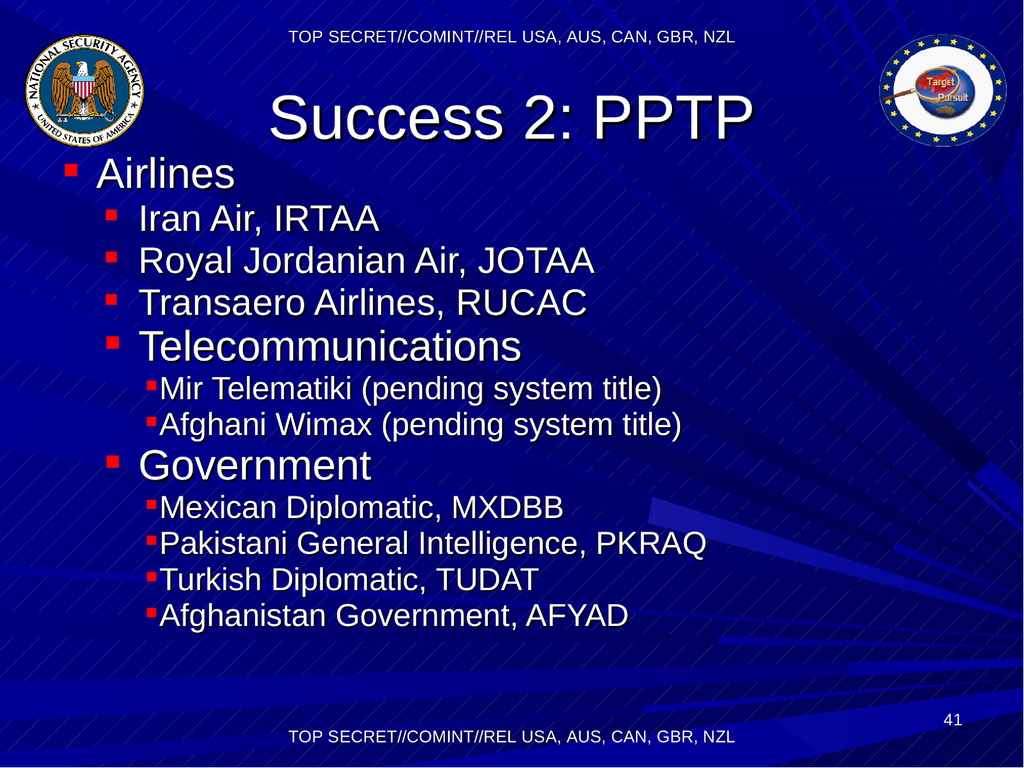 TOP SECRET//COMINT//REL USA, AUS, CAN, GBR, NZL
NATIONAL SECURITY AGENCY
UNITED STATES OF AMERICA
Target
Pursuit
Success 2: PPTP
Airlines
Iran Air, IRTAA
Royal Jordanian Air, JOTAA
Transaero Airlines, RUCAC
Telecommunications
Mir Telematiki (pending system title)
Afghani Wimax (pending system title)
Government
Mexican Diplomatic, MXDBB
Pakistani General Intelligence, PKRAQ
Turkish Diplomatic, TUDAT
Afghanistan Government, AFYAD
41
TOP SECRET//COMINT//REL USA, AUS, CAN, GBR, NZL